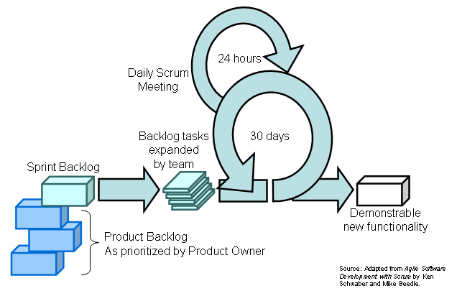 24 hours
Daily Scrum
Meeting
Backlog tasks
expanded
by team
30 days
Sprint Backlog
Product Backlog
As prioritized by Product Owner
Demonstrable
new functionality
Source: Adapted from Agile Software
Development with Scrum by Ken
Schwaber and Mike Beedle.